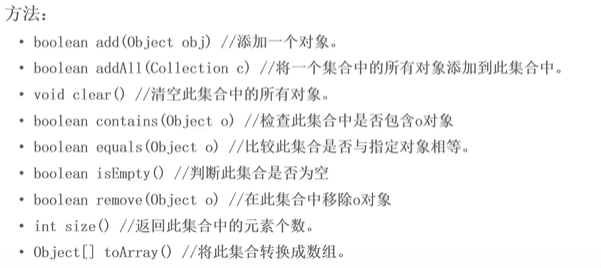 方法：
• boolean add(Object obj) //添加一个对象。
• boolean addAll(Collection c) //将一个集合中的所有对象添加到此集合中。
• void clear() //清空此集合中的所有对象。
• boolean contains(Object o) //检查此集合中是否包含o对象
• boolean equals(Object o) //比较此集合是否与指定对象相等。
• boolean isEmpty() //判断此集合是否为空
• boolean remove(Object o) //在此集合中移除o对象
• int size() //返回此集合中的元素个数。
• Object[] toArray() //将此集合转换成数组。